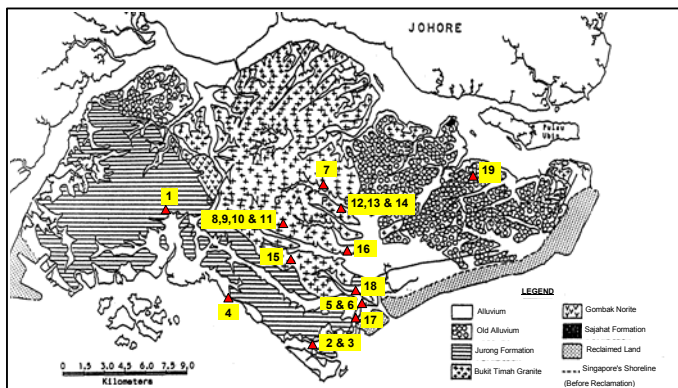 JOHORE
Pulau
Ubin
19
7
1
12,13 & 14
8,9,10 & 11
16
15
18
5 & 6
4
17
2 & 3
LEGEND
Alluvium
Gombak Norite
Old Alluvium
Sajahat Formation
Jurong Formation
Reclaimed Land
Bukit Timah Granite
Singapore's Shoreline
(Before Reclamation)
0 1,5 3,0 4,5 6,0 7,5 9,0
Kilometers